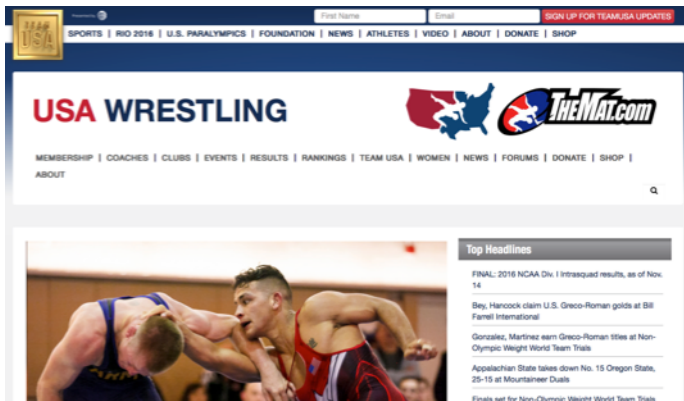 First Name
Email
SIGN UP FOR TEAMUSA UPDATES
USA
SPORTS | RIO 2016 | U.S. PARALYMPICS | FOUNDATION | NEWS | ATHLETES | VIDEO | ABOUT | DONATE | SHOP
USA WRESTLING
THEMAT.COM
MEMBERSHIP | COACHES | CLUBS | EVENTS | RESULTS | RANKINGS | TEAM USA | WOMEN | NEWS | FORUMS | DONATE | SHOP |
ABOUT
Top Headlines
FINAL: 2016 NCAA Div. I Intrasquad results, as of Nov.
14
Bey, Hancock claim U.S. Greco-Roman golds at Bill
Farrell International
Gonzalez, Martinez earn Greco-Roman titles at Non-
Olympic Weight World Team Trials
Appalachian State takes down No. 15 Oregon State,
25-15 at Mountaineer Duals
Finals set for Non-Olympic Weight World Team Trials
ARMY